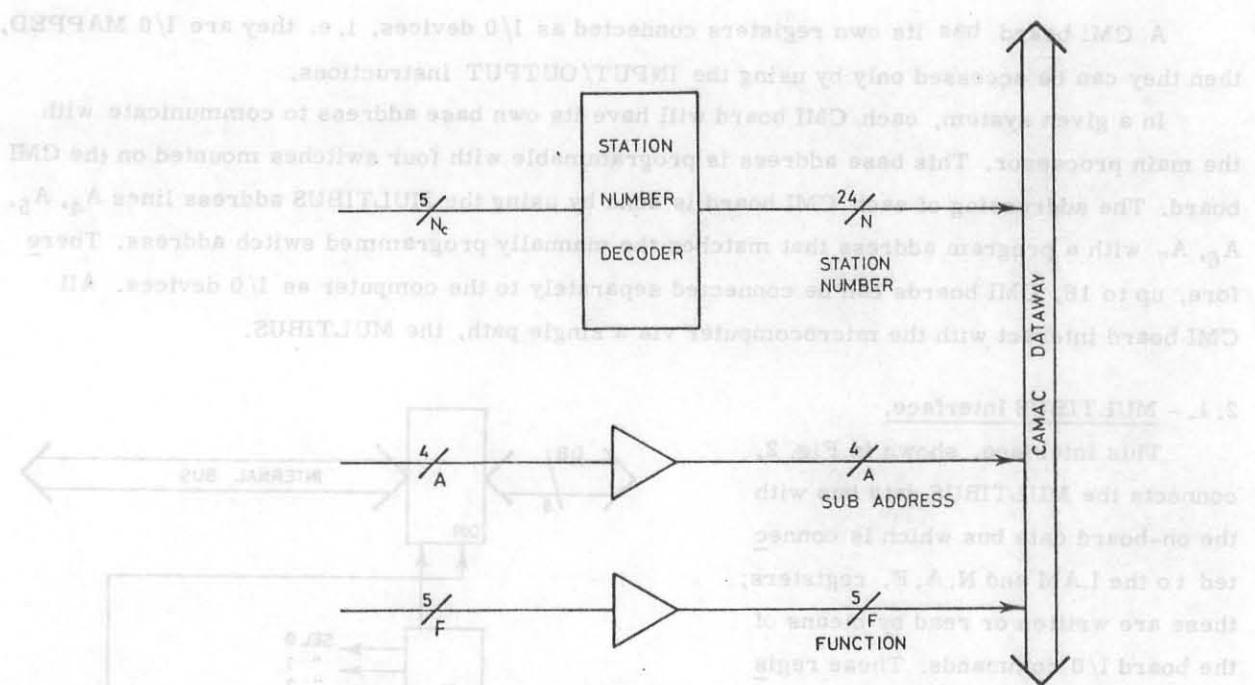 A CMI board has its own registers connected as I/0 devices, i.e. they are I/0 MAPPED,
then they can be accessed only by using the INPUT/OUTPUT instructions.
In a given system, each CMI board will have its own base address to communicate with
the main processor. This base address is programmable with four switches mounted on the CMI
board. The addressing of each CMI board is by using the MULTIBUS address lines A4, A5,
A6, A7 with a program address that matches the manually programmed switch address. There
fore, up to 16, CMI boards can be connected separately to the computer as I/0 devices. All
CMI board interact with the microcomputer via a single path, the MULTIBUS.
STATION
NUMBER
DECODER
5
Nc
24
N
STATION
NUMBER
CAMAC DATAWAY
2.1. - MULTIBUS interface.
This interface, shown in Fig. 2,
connects the MULTIBUS data bus with
the on-board data bus which is connec
ted to the LAM and N,A,F, registers;
these are written or read by means of
the board I/0 commands. These regis
4
A
4
A
SUB ADDRESS
DB
8
INTERNAL BUS
5
F
5
F
FUNCTION
SEL 0
" 1
" 2